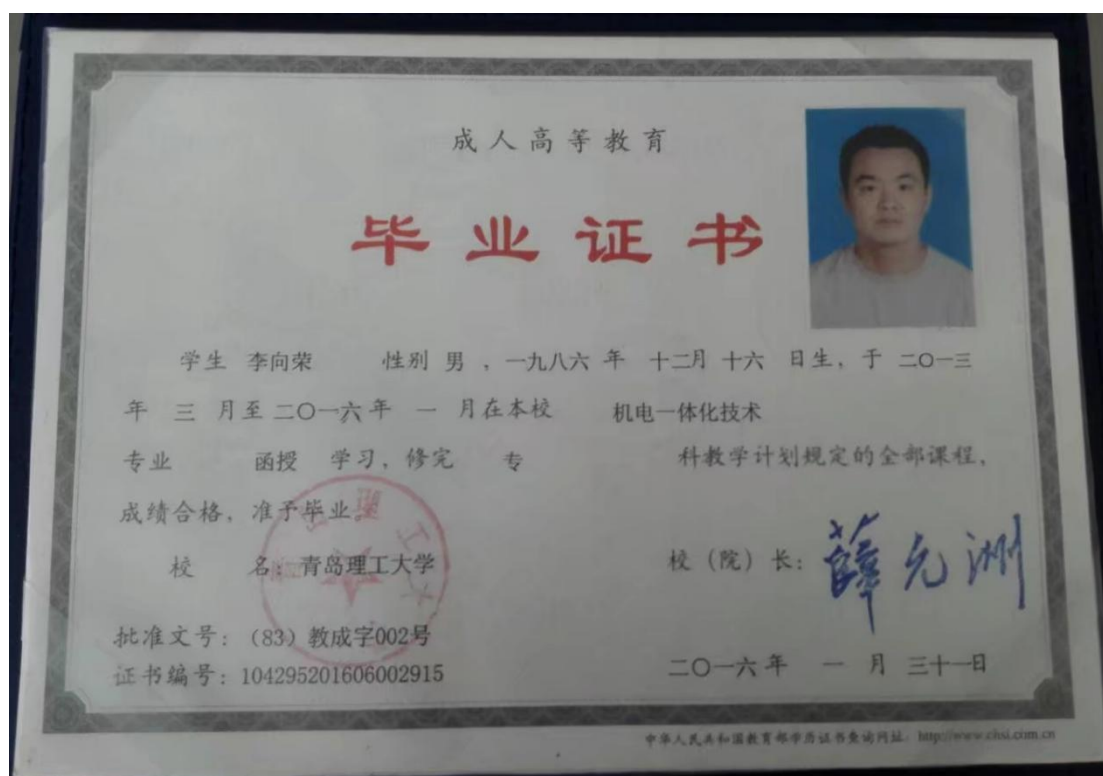 成人高等教育
毕业证书
学生 李向荣 性别 男 ，一九八六 年 十二月 十六 日生，于 二〇一三
年 三 月至 二〇一六 年 一 月在本校 机电一体化技术
专业 函授 学习，修完 专 科教学计划规定的全部课程，
成绩合格，准予毕业。
校 名：青岛理工大学 校（院）长：薛允洲
批准文号：（83）教成字002号
证书编号：104295201606002915 二〇一六 年 一 月 三十一日
中华人民共和国教育部学历证书查询网址：http://www.chsi.com.cn